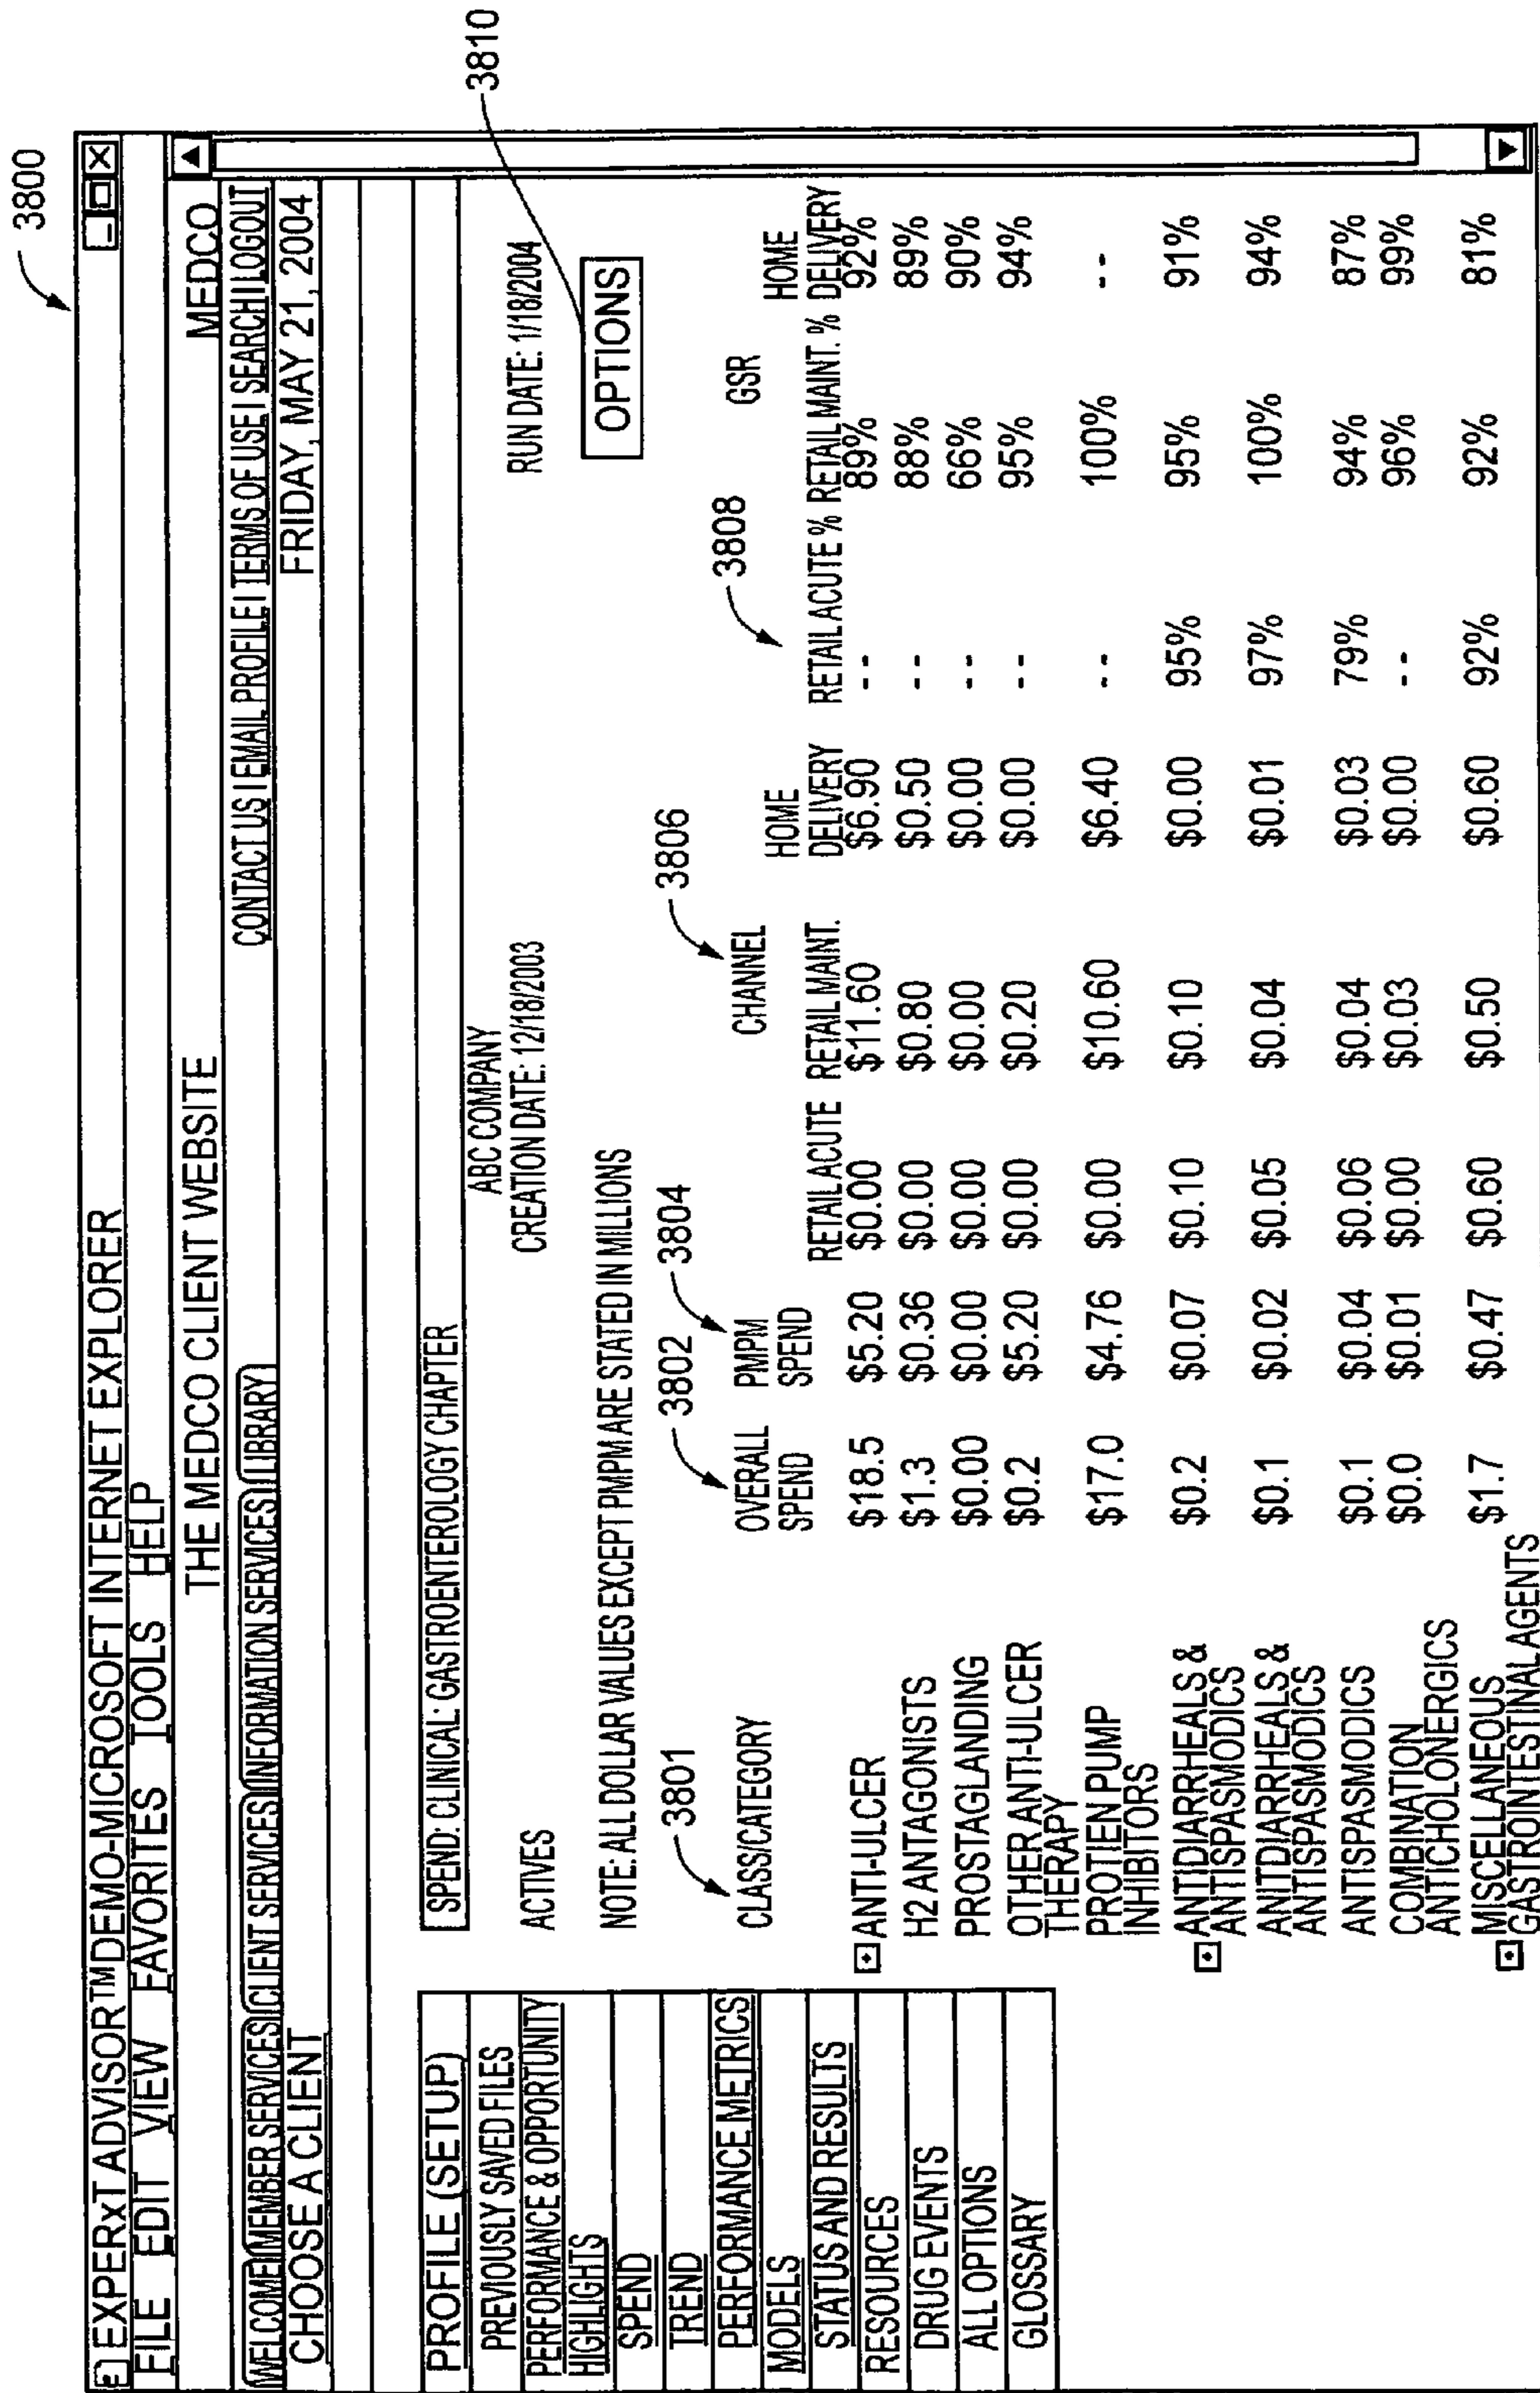 3800
EXPERxT ADVISOR™DEMO-MICROSOFT INTERNET EXPLORER
FILE EDIT VIEW FAVORITES TOOLS HELP
THE MEDCO CLIENT WEBSITE MEDCO
WELCOME MEMBER SERVICES CLIENT SERVICES INFORMATION SERVICES LIBRARY CONTACT US | EMAIL PROFILE | TERMS OF USE | SEARCH | LOGOUT
CHOOSE A CLIENT FRIDAY, MAY 21, 2004
PROFILE (SETUP)
PREVIOUSLY SAVED FILES
PERFORMANCE & OPPORTUNITY
HIGHLIGHTS
SPEND
TREND
PERFORMANCE METRICS
MODELS
STATUS AND RESULTS
RESOURCES
DRUG EVENTS
ALL OPTIONS
GLOSSARY
SPEND: CLINICAL: GASTROENTEROLOGY CHAPTER
ABC COMPANY
ACTIVES CREATION DATE: 12/18/2003 RUN DATE: 1/18/2004
3810
OPTIONS
NOTE: ALL DOLLAR VALUES EXCEPT PMPM ARE STATED IN MILLIONS
3801 3802 3804 3806 3808
CLASS/CATEGORY OVERALL PMPM CHANNEL GSR
SPEND SPEND HOME HOME
RETAIL ACUTE RETAIL MAINT. DELIVERY RETAIL ACUTE % RETAIL MAINT. % DELIVERY
ANTI-ULCER $18.5 $5.20 $0.00 $11.60 $6.90 -- 89% 92%
H2 ANTAGONISTS $1.3 $0.36 $0.00 $0.80 $0.50 -- 88% 89%
PROSTAGLANDING $0.00 $0.00 $0.00 $0.00 $0.00 -- 66% 90%
OTHER ANTI-ULCER $0.2 $5.20 $0.00 $0.20 $0.00 -- 95% 94%
THERAPY
PROTIEN PUMP $17.0 $4.76 $0.00 $10.60 $6.40 -- 100% --
INHIBITORS
ANTIDIARRHEALS & $0.2 $0.07 $0.10 $0.10 $0.00 95% 95% 91%
ANTISPASMODICS
ANITDIARRHEALS & $0.1 $0.02 $0.05 $0.04 $0.01 97% 100% 94%
ANTISPASMODICS
ANTISPASMODICS $0.1 $0.04 $0.06 $0.04 $0.03 79% 94% 87%
COMBINATION $0.0 $0.01 $0.00 $0.03 $0.00 -- 96% 99%
ANTICHOLONERGICS
MISCELLANEOUS $1.7 $0.47 $0.60 $0.50 $0.60 92% 92% 81%
GASTROINTESTINAL AGENTS